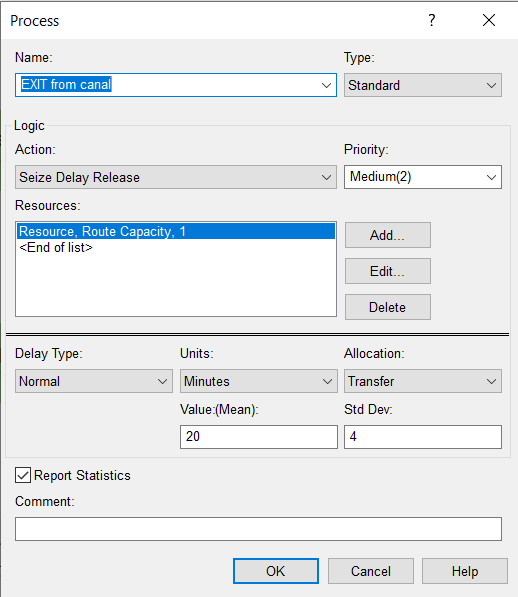 Process ?
Name: Type:
EXIT from canal Standard
Logic
Action: Priority:
Seize Delay Release Medium(2)
Resources:
Resource, Route Capacity, 1
<End of list>
Add...
Edit...
Delete
Delay Type: Units: Allocation:
Normal Minutes Transfer
Value:(Mean): Std Dev:
20 4
Report Statistics
Comment:
OK Cancel Help